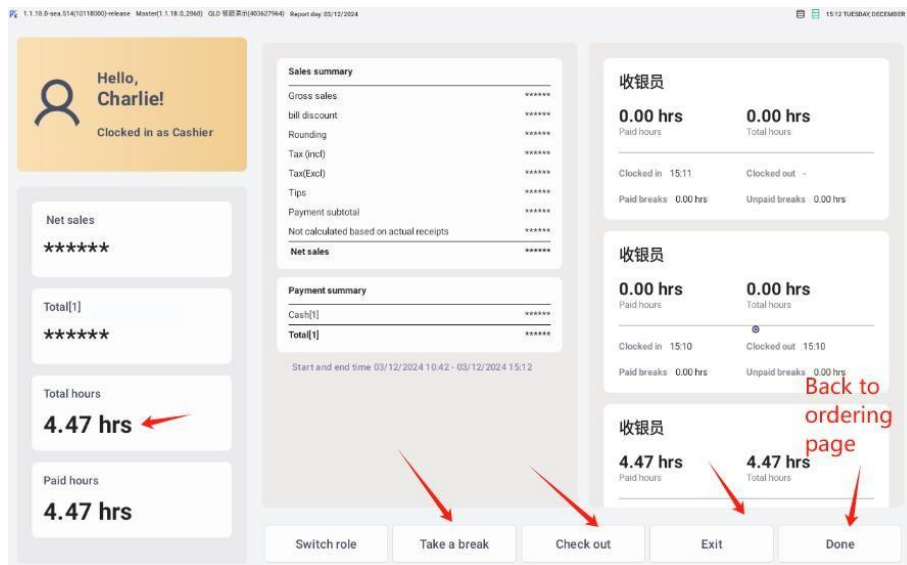 1.1.18.0-sea.514(10118000)-release Master(1.1.18.0_2860) QLD 智慧演示(403627964) Report day:03/12/2024
15:12 TUESDAY, DECEMBER
Hello,
Charlie!
Clocked in as Cashier
Net sales
******
Total[1]
******
Total hours
4.47 hrs
Paid hours
4.47 hrs
Sales summary
Gross sales ******
bill discount ******
Rounding ******
Tax (incl) ******
Tax(Excl) ******
Tips ******
Payment subtotal ******
Not calculated based on actual receipts ******
Net sales ******
Payment summary
Cash[1] ******
Total[1] ******
Start and end time 03/12/2024 10:42 - 03/12/2024 15:12
收银员
0.00 hrs 0.00 hrs
Paid hours Total hours
Clocked in 15:11 Clocked out -
Paid breaks 0.00 hrs Unpaid breaks 0.00 hrs
收银员
0.00 hrs 0.00 hrs
Paid hours Total hours
Clocked in 15:10 Clocked out 15:10
Paid breaks 0.00 hrs Unpaid breaks 0.00 hrs
收银员
4.47 hrs 4.47 hrs
Paid hours Total hours
Back to
ordering
page
Switch role Take a break Check out Exit Done